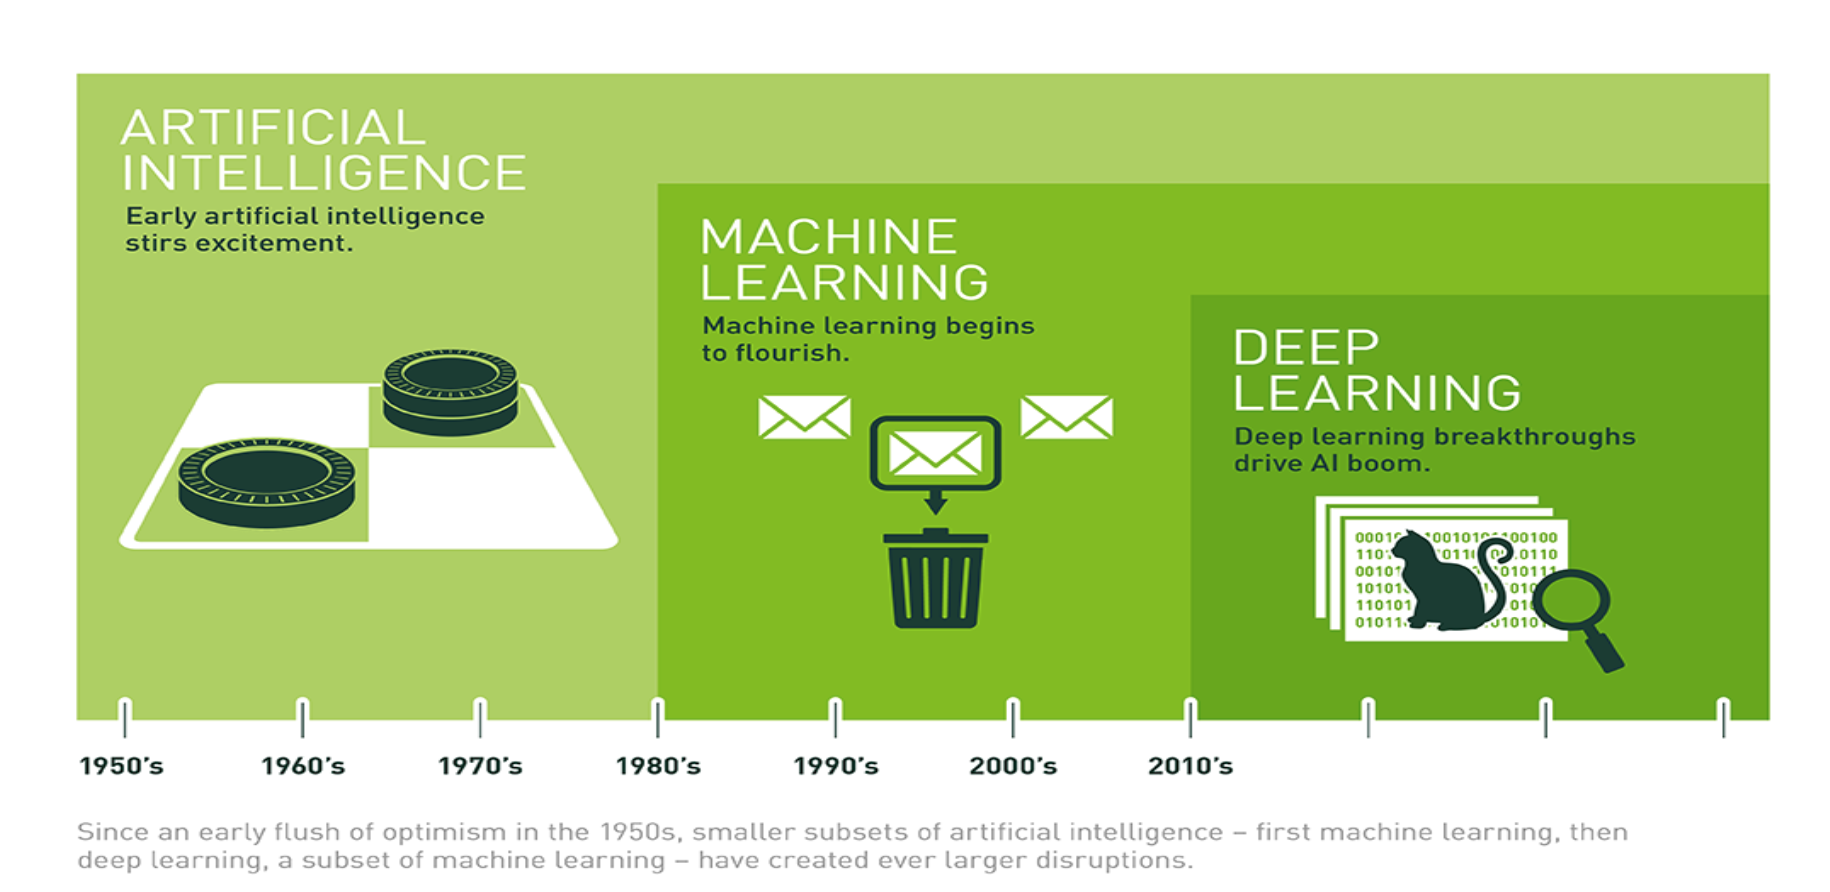 ARTIFICIAL
INTELLIGENCE
Early artificial intelligence
stirs excitement.
MACHINE
LEARNING
Machine learning begins
to flourish.
DEEP
LEARNING
Deep learning breakthroughs
drive AI boom.
1950's
1960's
1970's
1980's
1990's
2000's
2010's
Since an early flush of optimism in the 1950s, smaller subsets of artificial intelligence – first machine learning, then
deep learning, a subset of machine learning – have created ever larger disruptions.